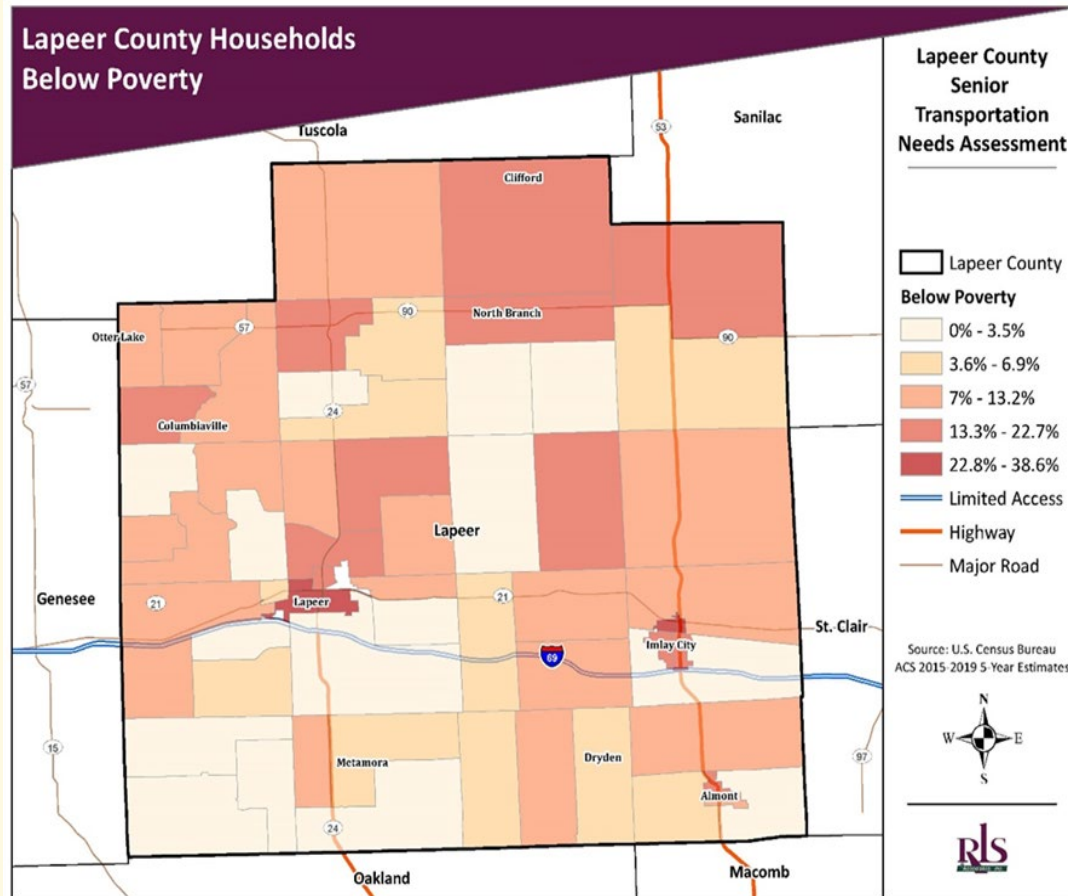 Lapeer County Households
Below Poverty
Tuscola
53
Sanilac
Clifford
57
90
North Branch
Otter Lake
90
57
24
Columbiaville
Lapeer
Genesee
21
Lapeer
21
St. Clair
Imlay City
69
15
Metamora
Dryden
97
Almont
24
Oakland
Macomb
Lapeer County
Senior
Transportation
Needs Assessment
Lapeer County
Below Poverty
0% - 3.5%
3.6% - 6.9%
7% - 13.2%
13.3% - 22.7%
22.8% - 38.6%
Limited Access
Highway
Major Road
Source: U.S. Census Bureau
ACS 2015-2019 5-Year Estimates
N
W
E
S
RLS